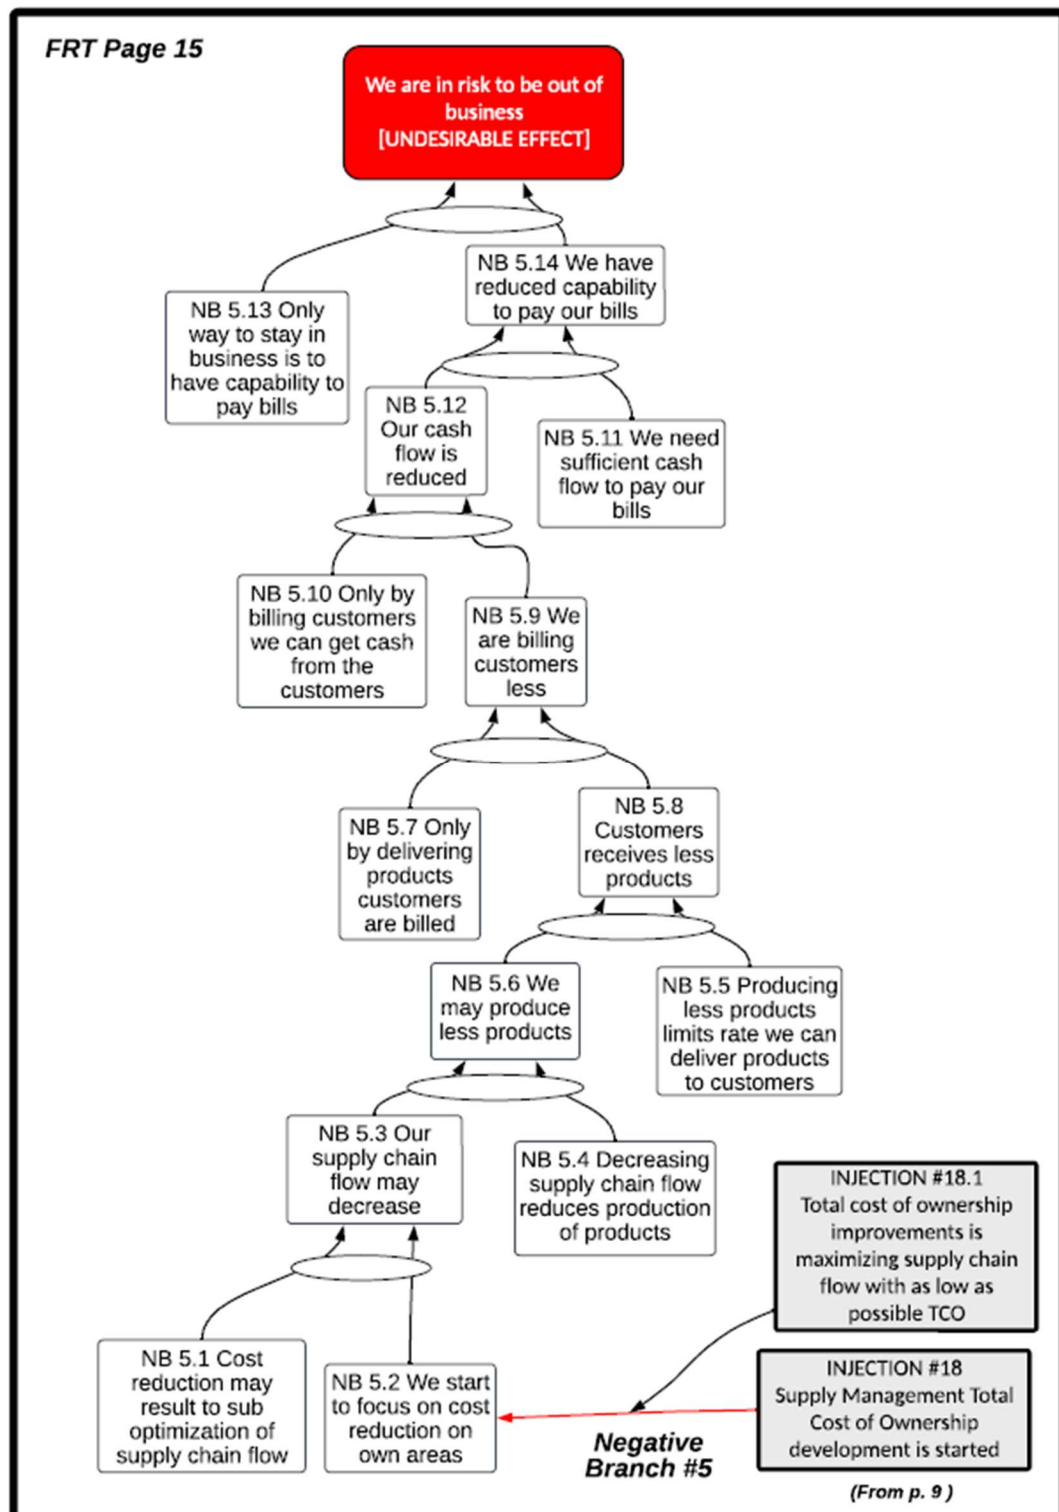 FRT Page 15
We are in risk to be out of
business
[UNDESIRABLE EFFECT]
NB 5.14 We have
reduced capability
to pay our bills
NB 5.13 Only
way to stay in
business is to
have capability to
pay bills
NB 5.12
Our cash
flow is
reduced
NB 5.11 We need
sufficient cash
flow to pay our
bills
NB 5.10 Only by
billing customers
we can get cash
from the
customers
NB 5.9 We
are billing
customers
less
NB 5.7 Only
by delivering
products
customers
are billed
NB 5.8
Customers
receives less
products
NB 5.6 We
may produce
less products
NB 5.5 Producing
less products
limits rate we can
deliver products
to customers
NB 5.3 Our
supply chain
flow may
decrease
NB 5.4 Decreasing
supply chain flow
reduces production
of products
INJECTION #18.1
Total cost of ownership
improvements is
maximizing supply chain
flow with as low as
possible TCO
NB 5.1 Cost
reduction may
result to sub
optimization of
supply chain flow
NB 5.2 We start
to focus on cost
reduction on
own areas
Negative
Branch #5
INJECTION #18
Supply Management Total
Cost of Ownership
development is started
(From p. 9 )